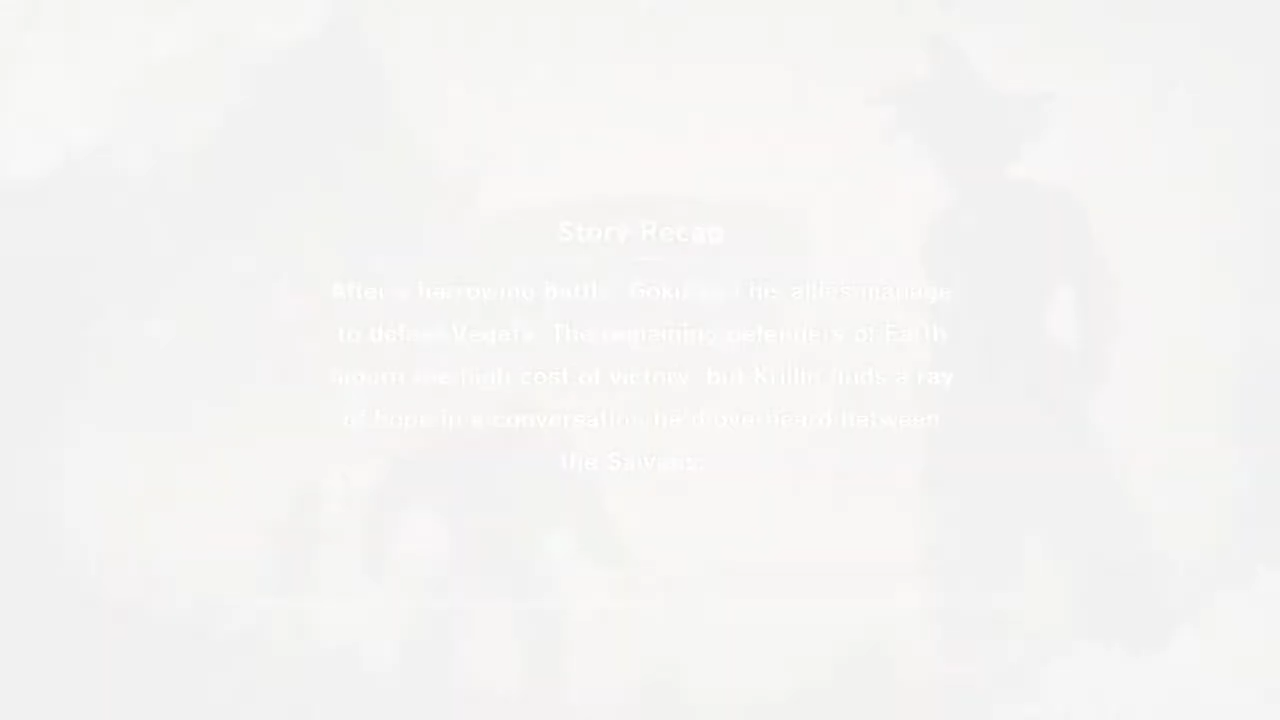 Story Recap
After a harrowing battle, Goku and his allies manage
to defeat Vegeta. The remaining defenders of Earth
mourn the high cost of victory, but Krillin finds a ray
of hope in a conversation he'd overheard between
the Saiyans.